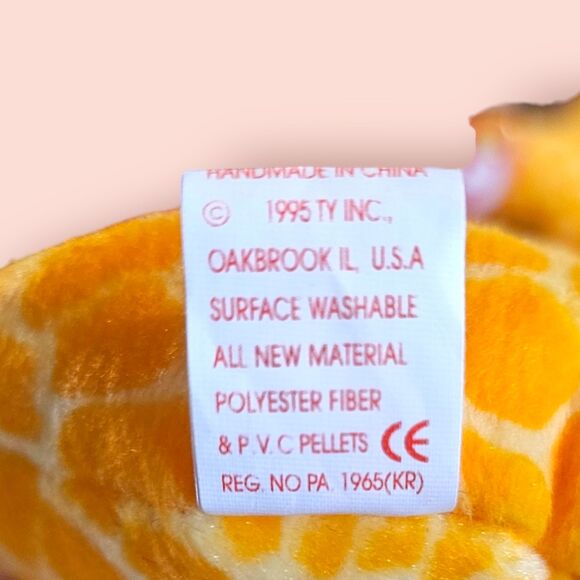 HANDMADE IN CHINA
© 1995 TY INC.,
OAKBROOK IL, U.S.A
SURFACE WASHABLE
ALL NEW MATERIAL
POLYESTER FIBER
& P.V.C PELLETS CE
REG. NO PA. 1965(KR)